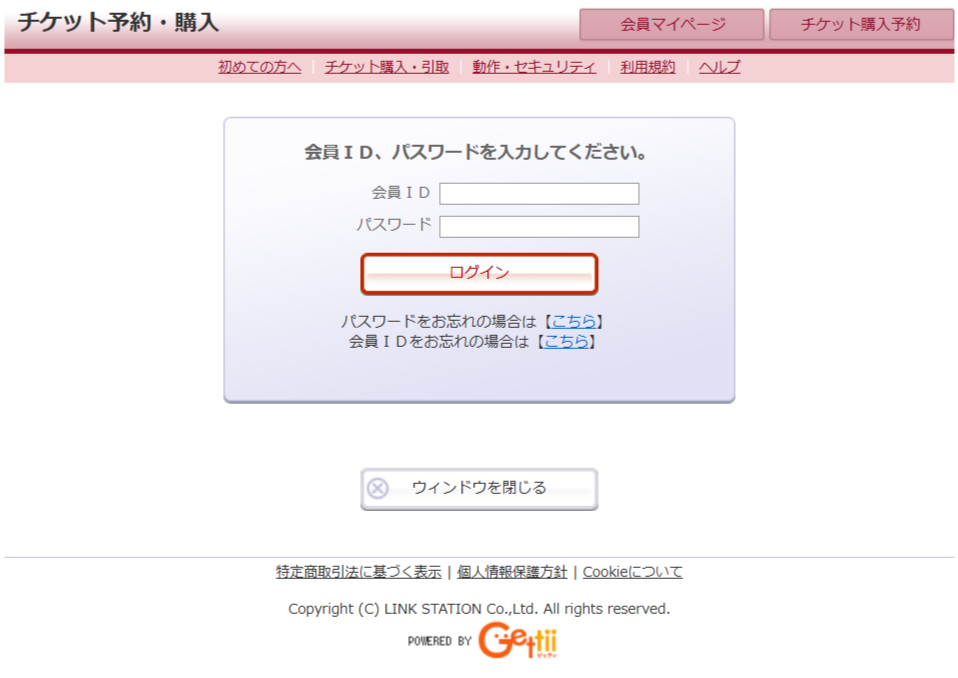 チケット予約・購入
会員マイページ
チケット購入予約
初めての方へ | チケット購入・引取 | 動作・セキュリティ | 利用規約 | ヘルプ
会員ＩＤ、パスワードを入力してください。
会員ＩＤ
パスワード
ログイン
パスワードをお忘れの場合は【こちら】
会員ＩＤをお忘れの場合は【こちら】
ウィンドウを閉じる
特定商取引法に基づく表示 | 個人情報保護方針 | Cookieについて
Copyright (C) LINK STATION Co.,Ltd. All rights reserved.
POWERED BY Gettii
ゲッティ